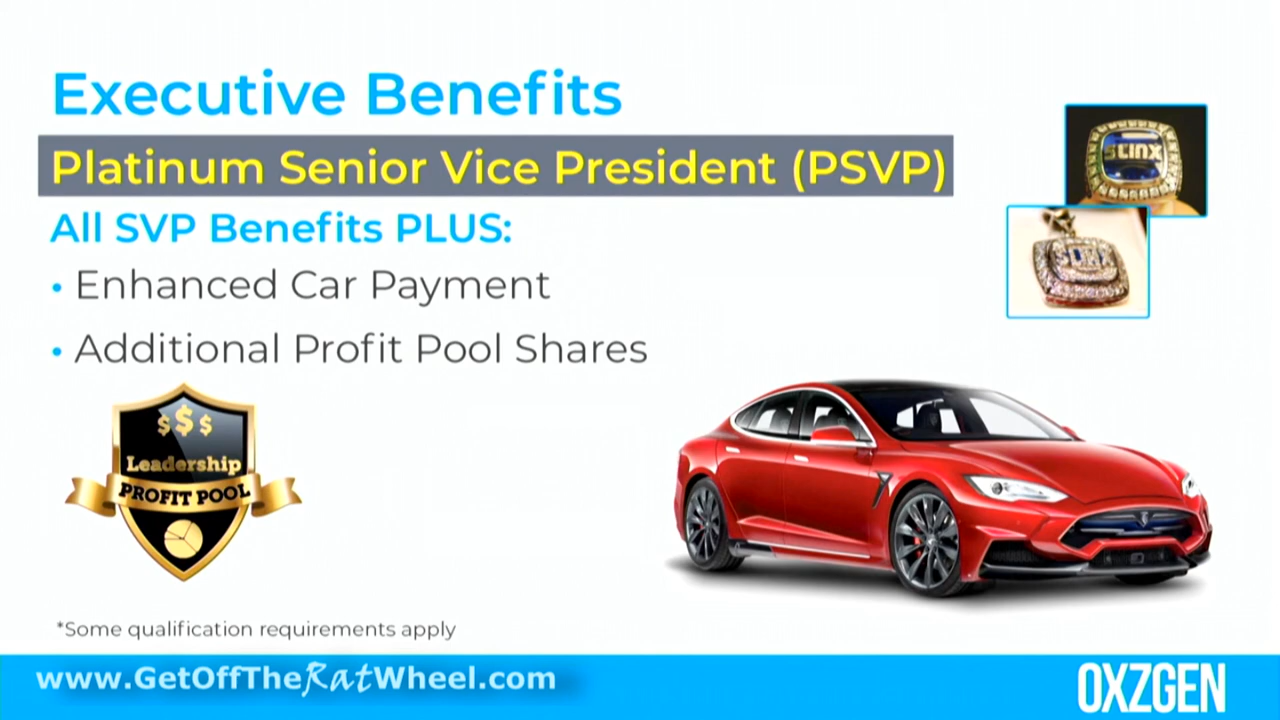 Executive Benefits
Platinum Senior Vice President (PSVP)
All SVP Benefits PLUS:
• Enhanced Car Payment
• Additional Profit Pool Shares
SLINX
$ $ $
Leadership
PROFIT POOL
*Some qualification requirements apply
www.GetOffTheRatWheel.com
OXZGEN